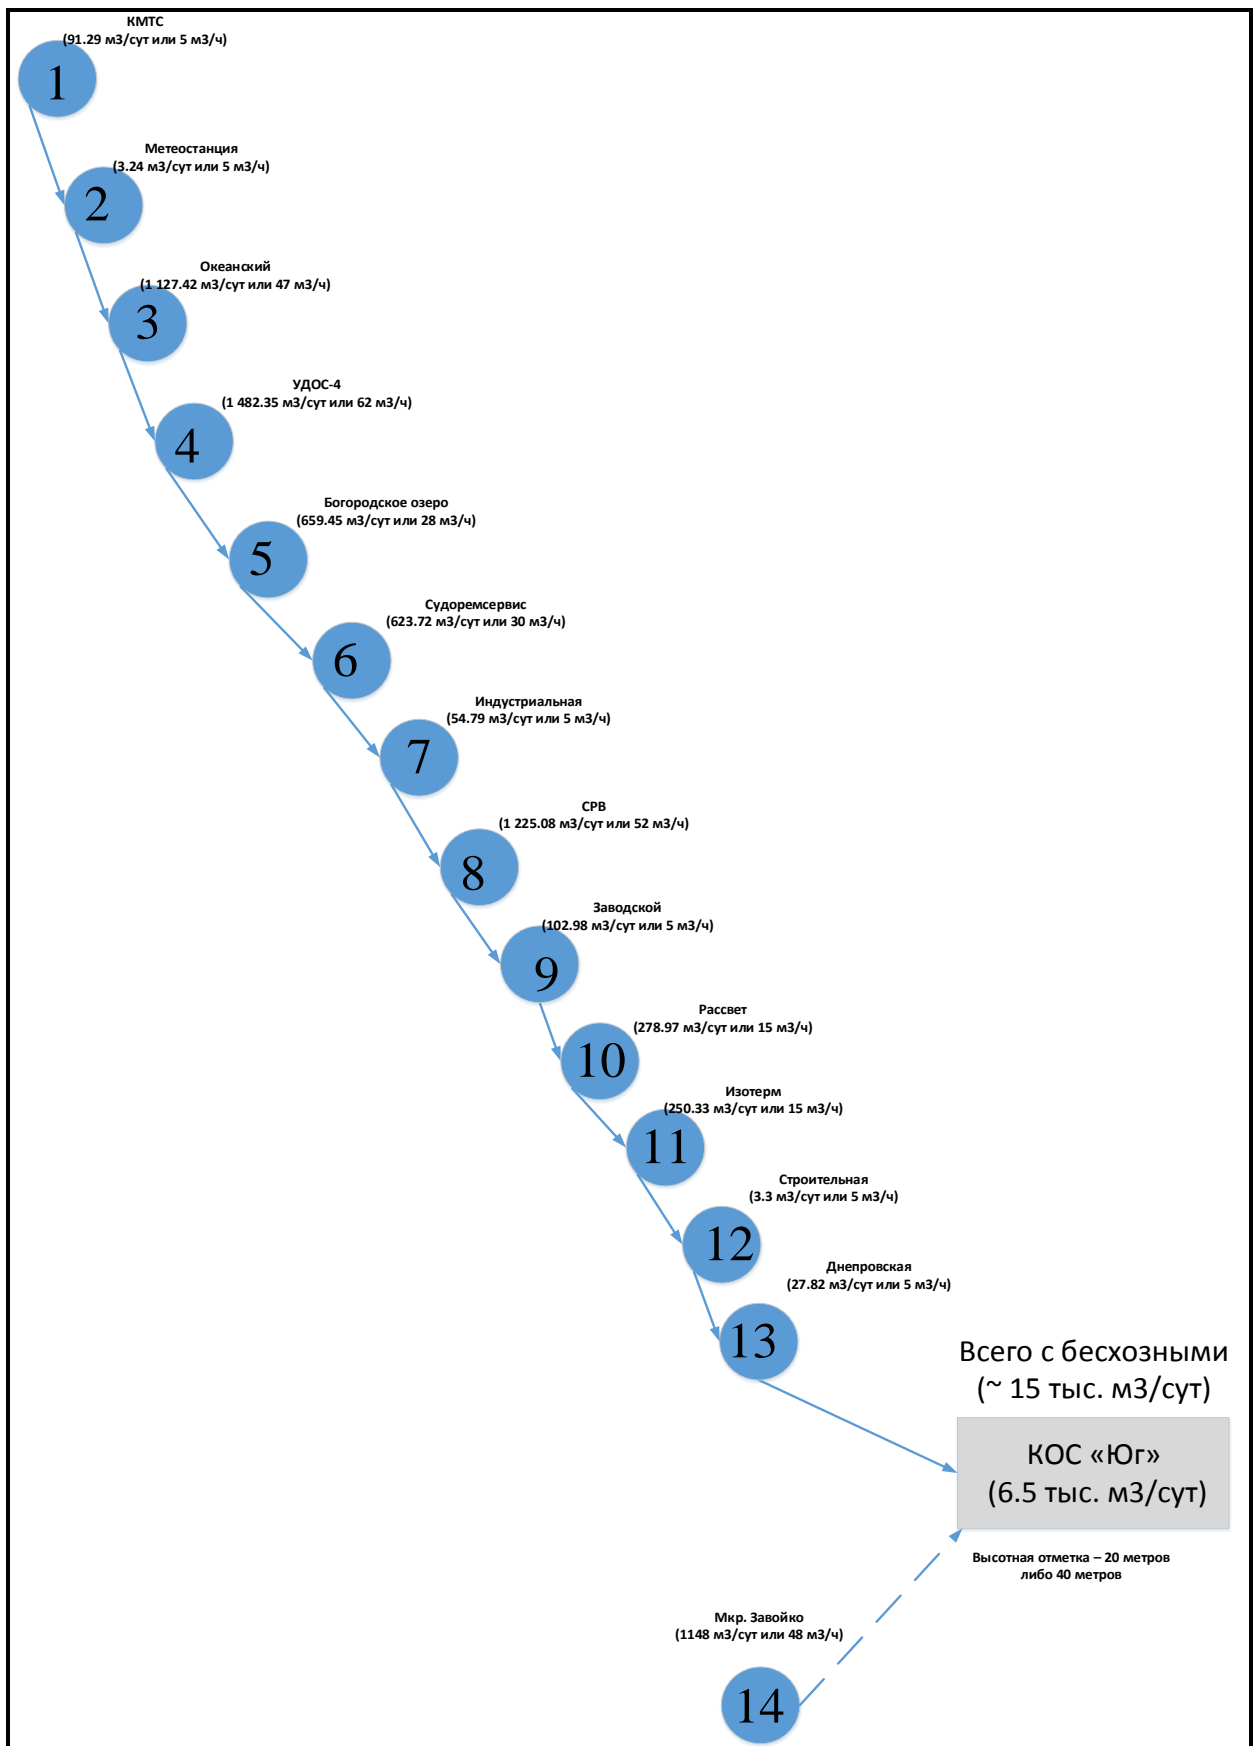 КМТС
(91.29 м3/сут или 5 м3/ч)
1
Метеостанция
(3.24 м3/сут или 5 м3/ч)
2
Океанский
(1 127.42 м3/сут или 47 м3/ч)
3
УДОС-4
(1 482.35 м3/сут или 62 м3/ч)
4
Богородское озеро
(659.45 м3/сут или 28 м3/ч)
5
Судоремсервис
(623.72 м3/сут или 30 м3/ч)
6
Индустриальная
(54.79 м3/сут или 5 м3/ч)
7
СРВ
(1 225.08 м3/сут или 52 м3/ч)
8
Заводской
(102.98 м3/сут или 5 м3/ч)
9
Рассвет
(278.97 м3/сут или 15 м3/ч)
10
Изотерм
(250.33 м3/сут или 15 м3/ч)
11
Строительная
(3.3 м3/сут или 5 м3/ч)
12
Днепровская
(27.82 м3/сут или 5 м3/ч)
13
Всего с бесхозными
(~ 15 тыс. м3/сут)
КОС «Юг»
(6.5 тыс. м3/сут)
Высотная отметка – 20 метров
либо 40 метров
Мкр. Завойко
(1148 м3/сут или 48 м3/ч)
14